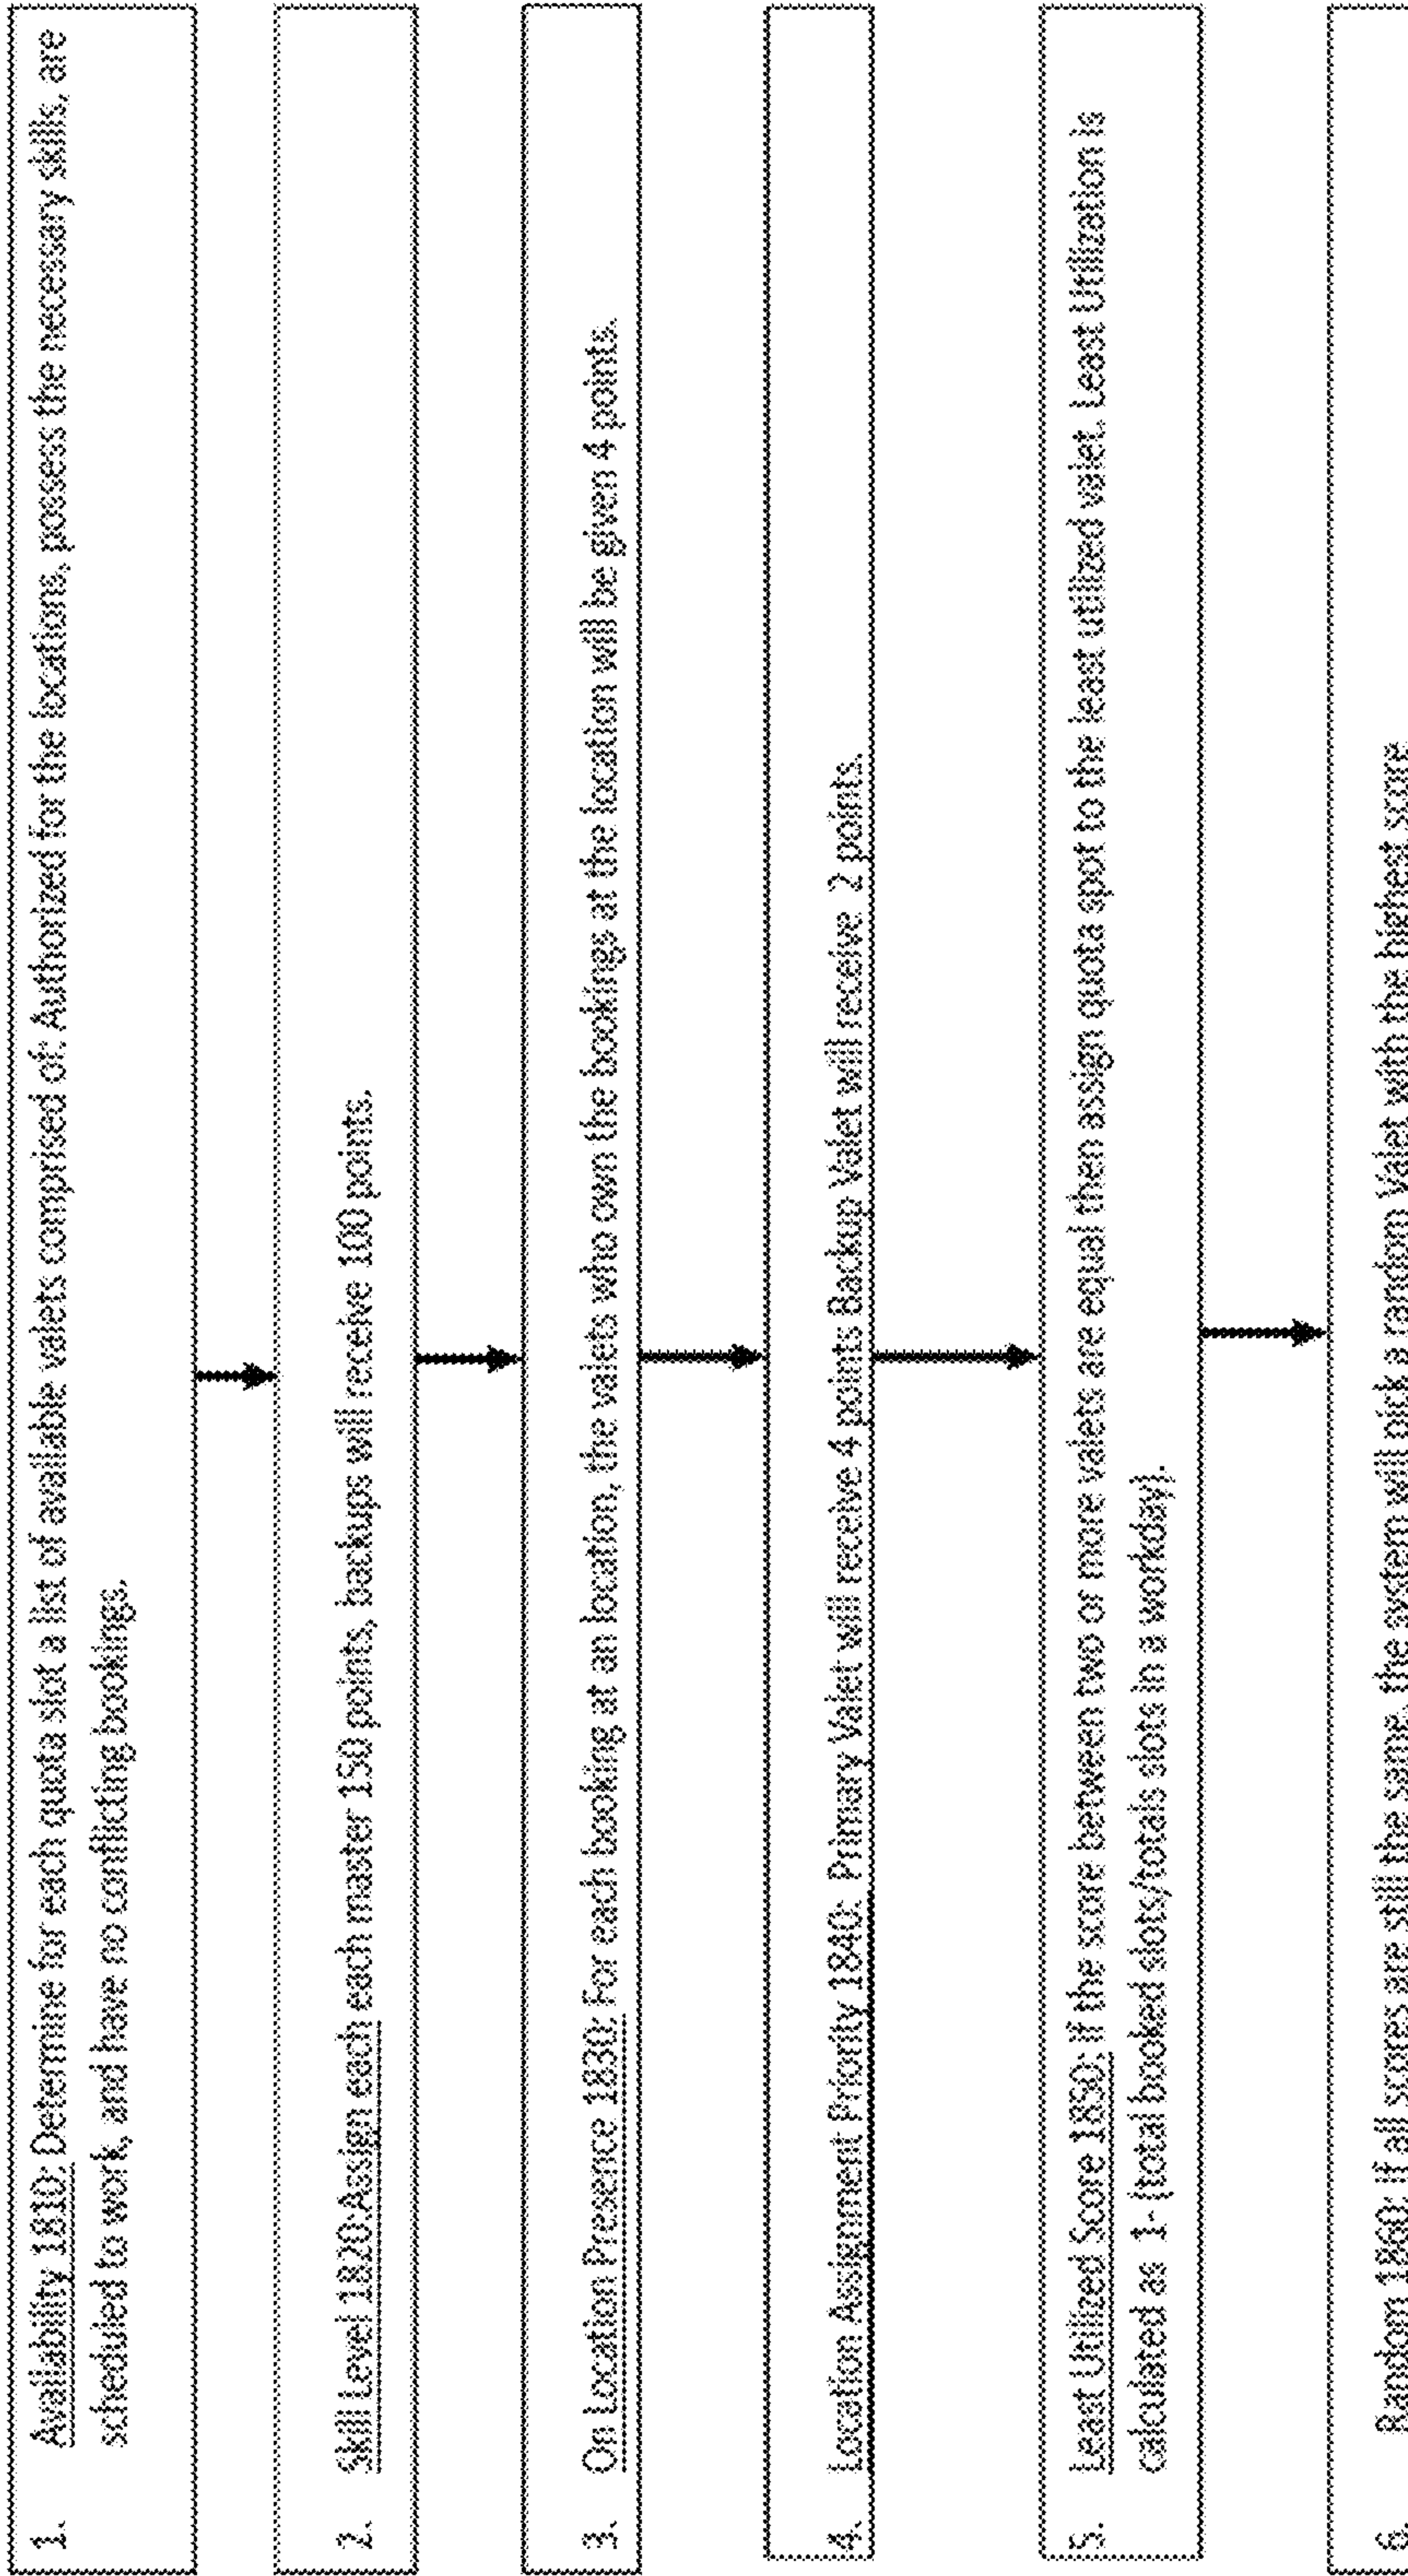 1. Availability 1810: Determine for each quota slot a list of available valets comprised of: Authorized for the locations, possess the necessary skills, are
scheduled to work, and have no conflicting bookings.
2. Skill Level 1820:Assign each each master 150 points, backups will receive 100 points.
3. On Location Presence 1830: For each booking at an location, the valets who own the bookings at the location will be given 4 points.
4. Location Assignment Priority 1840: Primary Valet will receive 4 points Backup Valet will receive 2 points.
5. Least Utilized Score 1850: if the score between two or more valets are equal then assign quota spot to the least utilized valet. Least Utilization is
calculated as 1- (total booked slots/totals slots in a workday).
6. Random 1860: If all scores are still the same, the system will pick a random Valet with the highest score